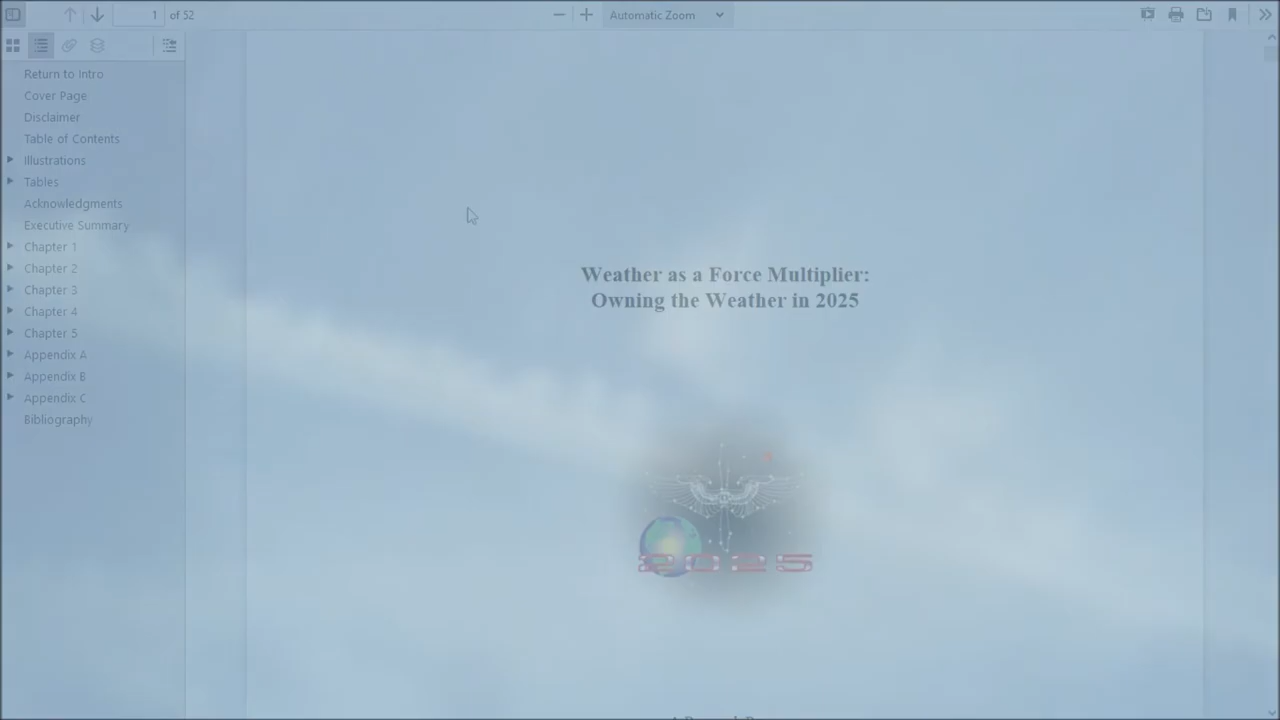 1 of 52
Automatic Zoom
Return to Intro
Cover Page
Disclaimer
Table of Contents
Illustrations
Tables
Acknowledgments
Executive Summary
Chapter 1
Chapter 2
Chapter 3
Chapter 4
Chapter 5
Appendix A
Appendix B
Appendix C
Bibliography
Weather as a Force Multiplier:
Owning the Weather in 2025
2025